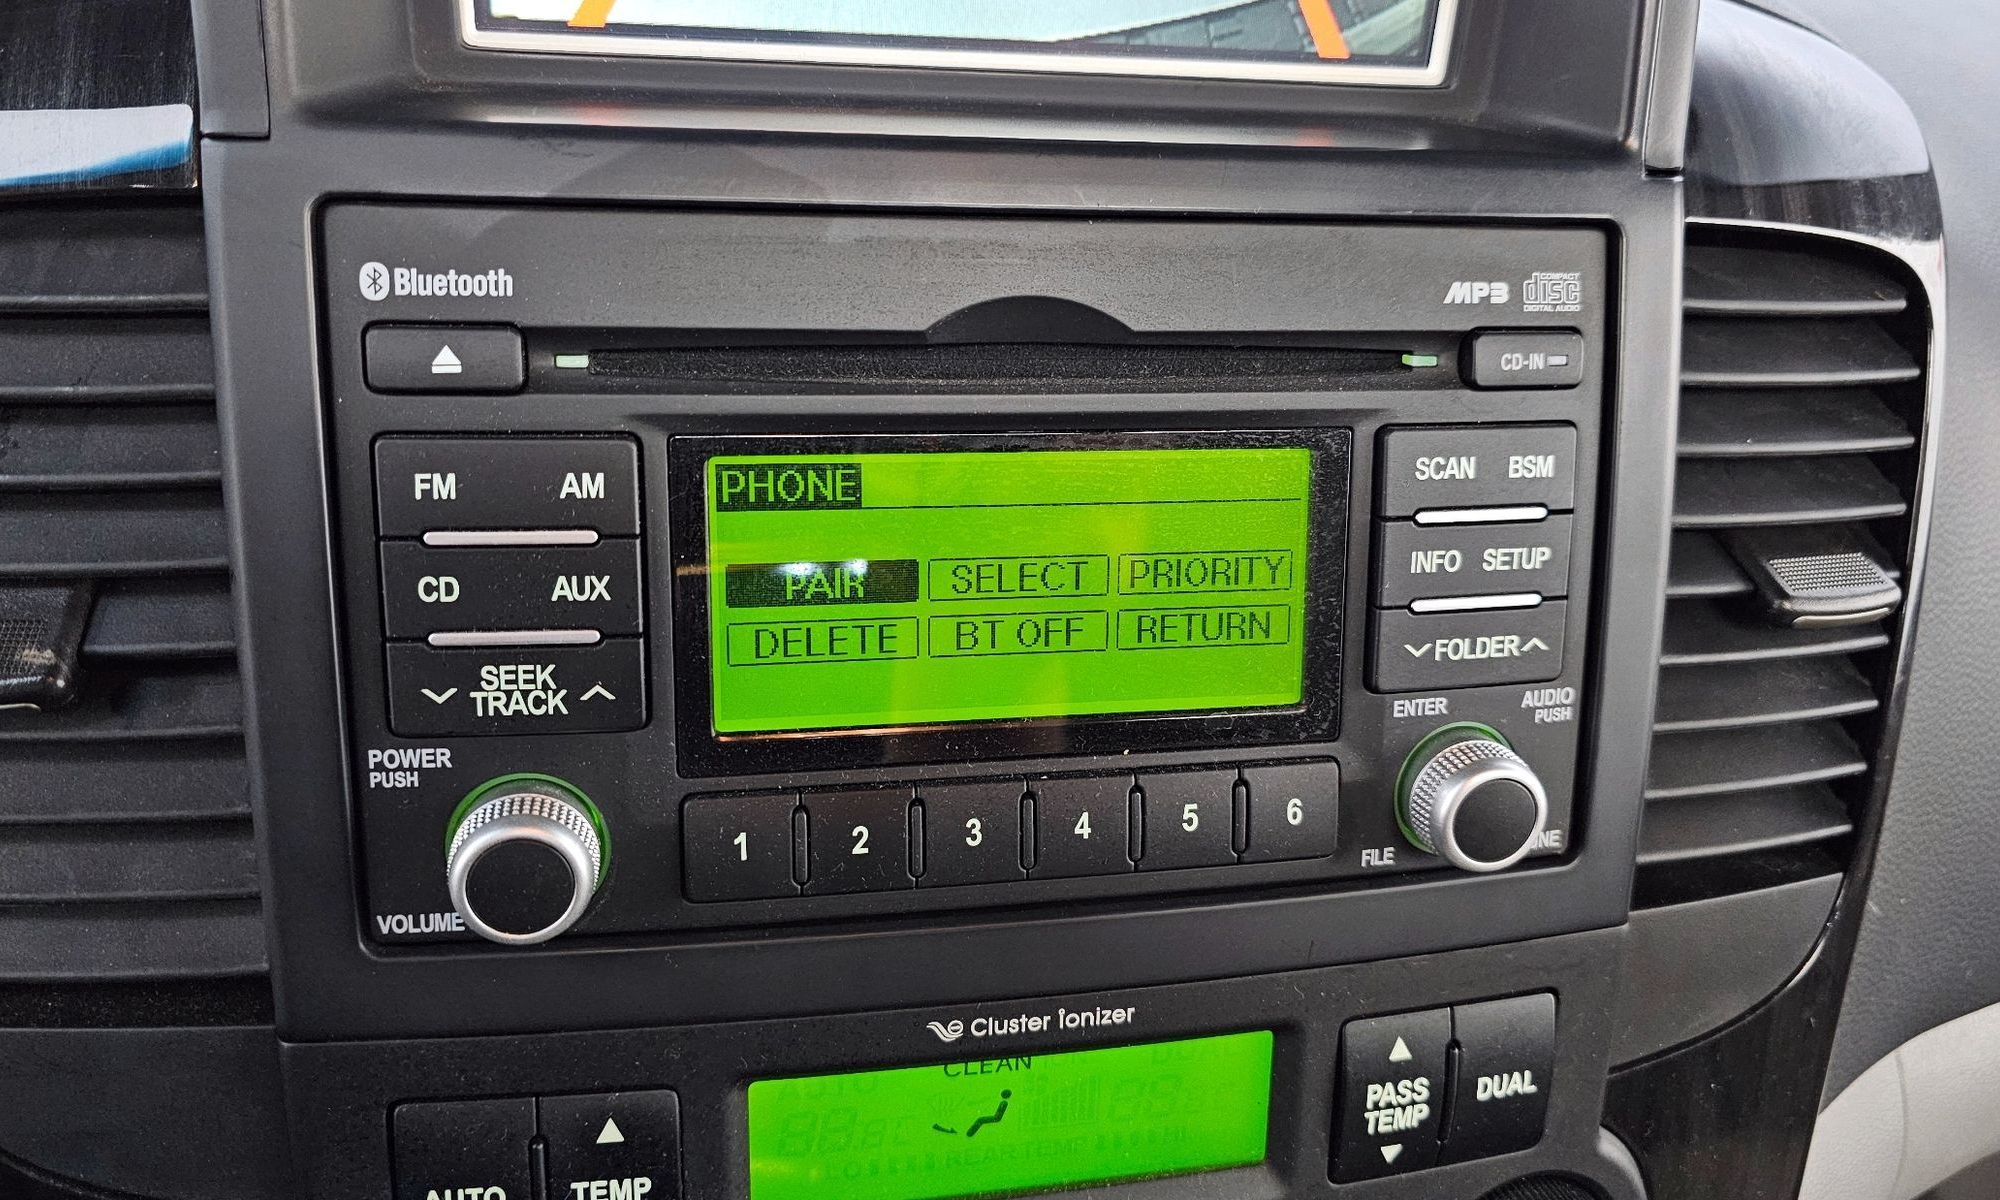 Bluetooth
MP3 COMPACT disc DIGITAL AUDIO
CD-IN
FM AM
CD AUX
SEEK
TRACK
POWER
PUSH
VOLUME
PHONE
PAIR SELECT PRIORITY
DELETE BT OFF RETURN
1 2 3 4 5 6
SCAN BSM
INFO SETUP
FOLDER
ENTER AUDIO
PUSH
FILE
Cluster ionizer
CLEAN
AUTO TEMP
REAR TEMP
PASS
TEMP
DUAL